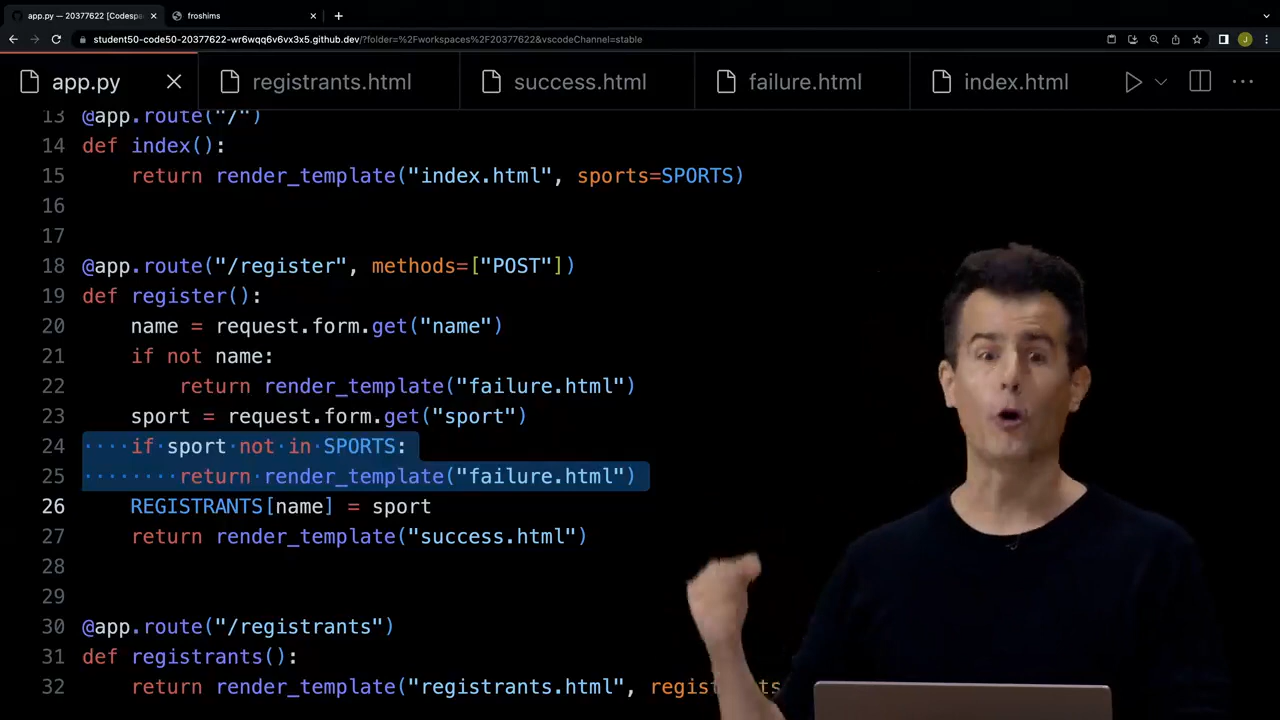 app.py — 20377622 [Codespa
froshims
student50-code50-20377622-wr6wqq6v6vx3x5.github.dev/?folder=%2Fworkspaces%2F20377622&vscodeChannel=stable
J
app.py
registrants.html
success.html
failure.html
index.html
13 @app.route("/")
14 def index():
15     return render_template("index.html", sports=SPORTS)
16
17
18 @app.route("/register", methods=["POST"])
19 def register():
20     name = request.form.get("name")
21     if not name:
22         return render_template("failure.html")
23     sport = request.form.get("sport")
24 ····if·sport·not·in·SPORTS:
25 ········return·render_template("failure.html")
26     REGISTRANTS[name] = sport
27     return render_template("success.html")
28
29
30 @app.route("/registrants")
31 def registrants():
32     return render_template("registrants.html", registrants